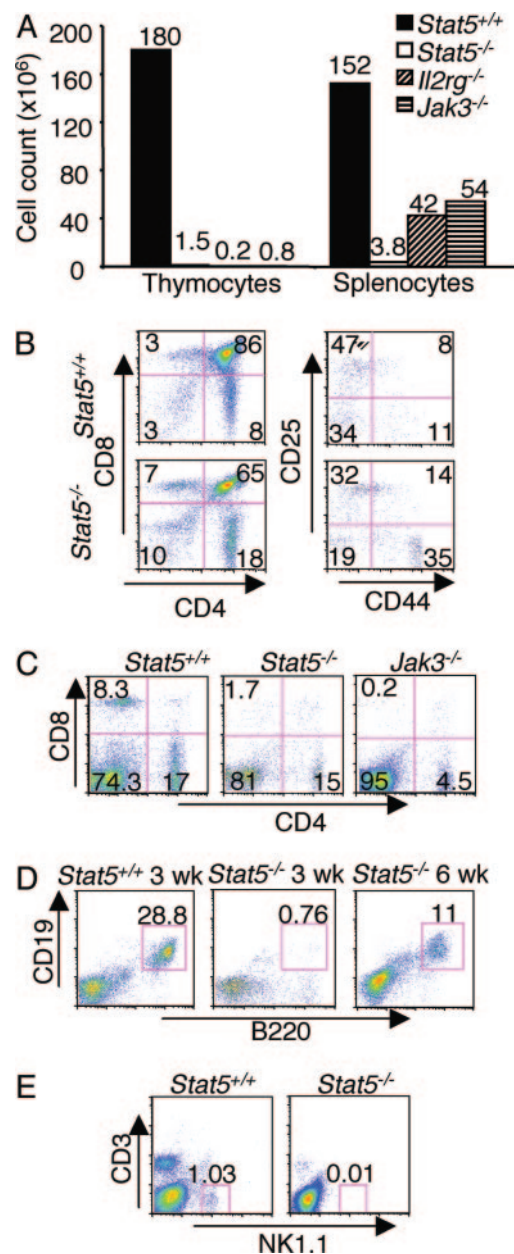 A
Cell count (x10⁶)
200
160
120
80
40
0
180
1.5
0.2
0.8
152
3.8
42
54
Thymocytes
Splenocytes
Stat5+/+
Stat5-/-
Il2rg-/-
Jak3-/-
B
Stat5+/+
Stat5-/-
CD8
3
86
3
8
7
65
10
18
CD4
CD25
47
8
34
11
32
14
19
35
CD44
C
Stat5+/+
Stat5-/-
Jak3-/-
CD8
8.3
74.3
17
1.7
81
15
0.2
95
4.5
CD4
D
Stat5+/+ 3 wk
Stat5-/- 3 wk
Stat5-/- 6 wk
CD19
28.8
0.76
11
B220
E
Stat5+/+
Stat5-/-
CD3
1.03
0.01
NK1.1